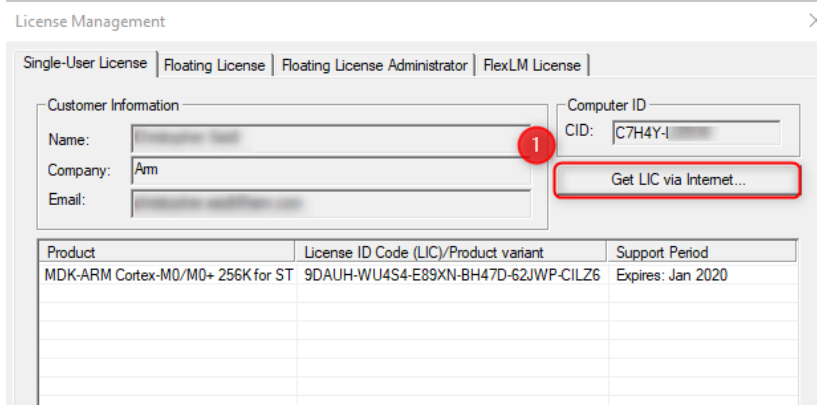 License Management
Single-User License Floating License Floating License Administrator FlexLM License
Customer Information
Computer ID
Name:
1
CID: C7H4Y-
Company: Arm
Get LIC via Internet...
Email:
Product License ID Code (LIC)/Product variant Support Period
MDK-ARM Cortex-M0/M0+ 256K for ST 9DAUH-WU4S4-E89XN-BH47D-62JWP-CILZ6 Expires: Jan 2020